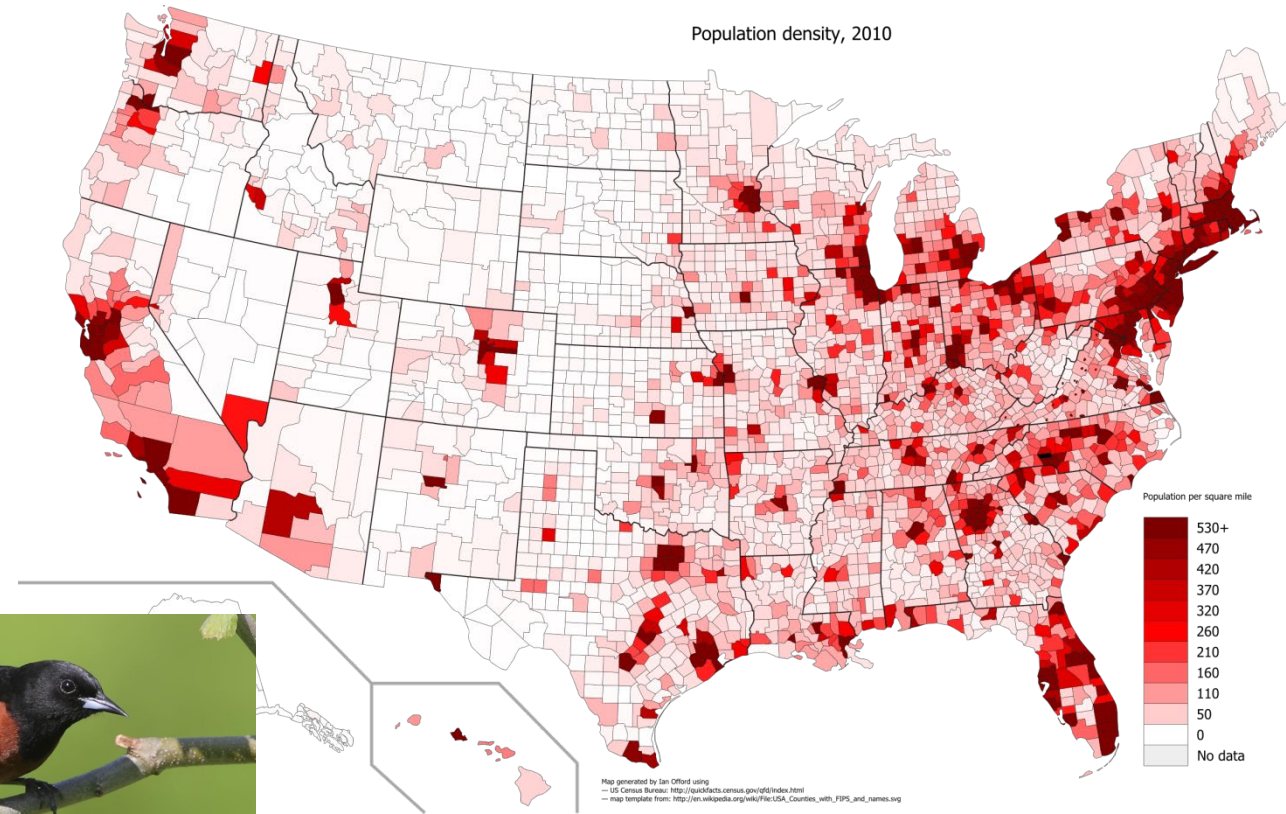 Population density, 2010
Population per square mile
530+
470
420
370
320
260
210
160
110
50
0
No data
Map generated by Ian Offord using
— US Census Bureau: http://quickfacts.census.gov/qfd/index.html
— map template from: http://en.wikipedia.org/wiki/File:USA_Counties_with_FIPS_and_names.svg